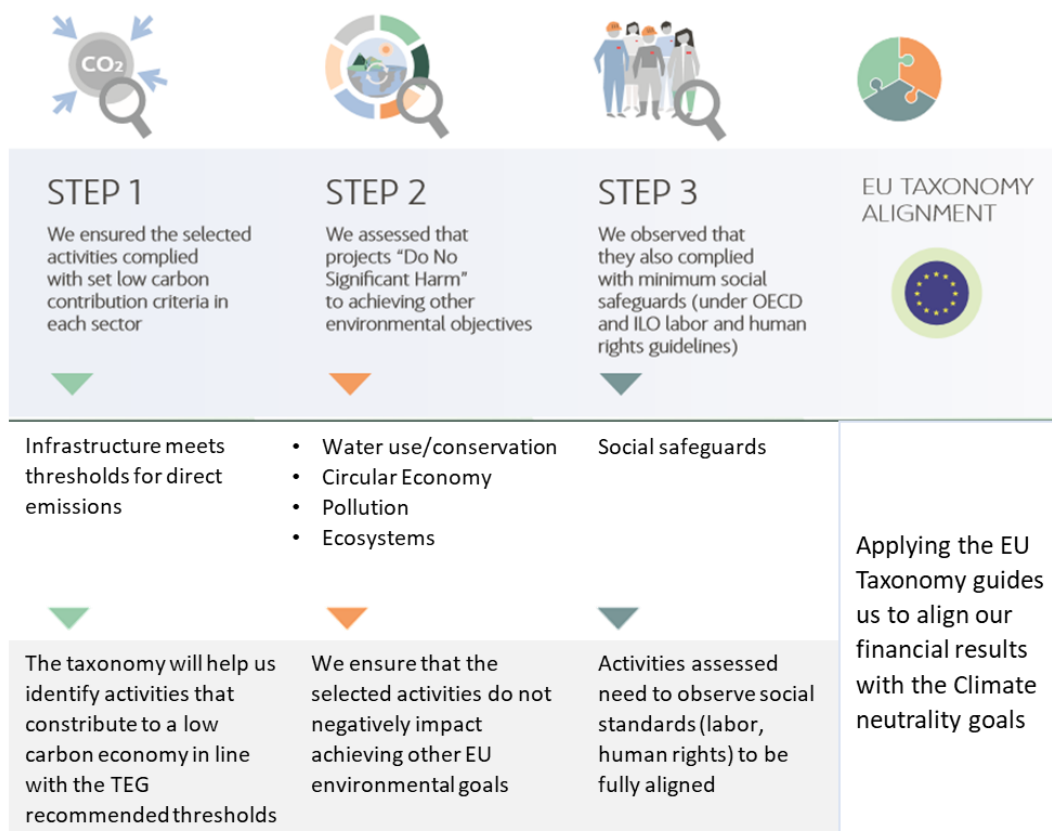 CO₂
STEP 1
We ensured the selected
activities complied
with set low carbon
contribution criteria in
each sector
STEP 2
We assessed that
projects “Do No
Significant Harm”
to achieving other
environmental objectives
STEP 3
We observed that
they also complied
with minimum social
safeguards (under OECD
and ILO labor and human
rights guidelines)
EU TAXONOMY
ALIGNMENT
Infrastructure meets
thresholds for direct
emissions
• Water use/conservation
• Circular Economy
• Pollution
• Ecosystems
Social safeguards
The taxonomy will help us
identify activities that
constribute to a low
carbon economy in line
with the TEG
recommended thresholds
We ensure that the
selected activities do not
negatively impact
achieving other EU
environmental goals
Activities assessed
need to observe social
standards (labor,
human rights) to be
fully aligned
Applying the EU
Taxonomy guides
us to align our
financial results
with the Climate
neutrality goals